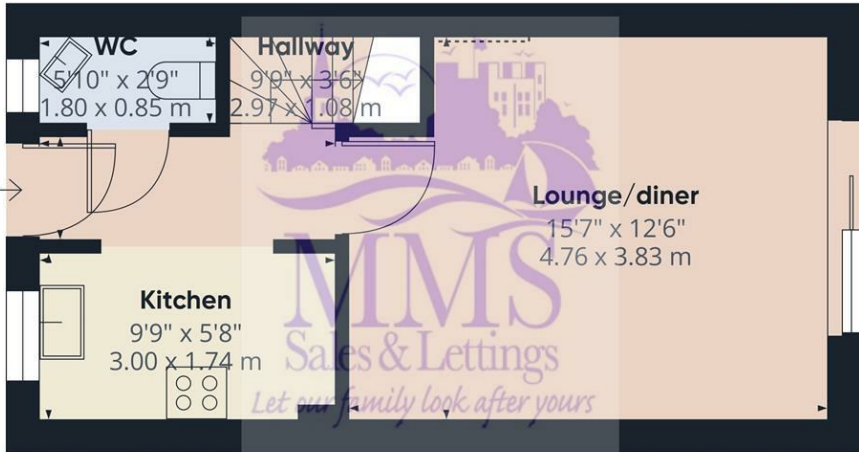 WC
5'10" x 2'9"
1.80 x 0.85 m
Hallway
9'9" x 3'6"
2.97 x 1.08 m
Lounge/diner
15'7" x 12'6"
4.76 x 3.83 m
Kitchen
9'9" x 5'8"
3.00 x 1.74 m
MMS
Sales & Lettings
Let our family look after yours